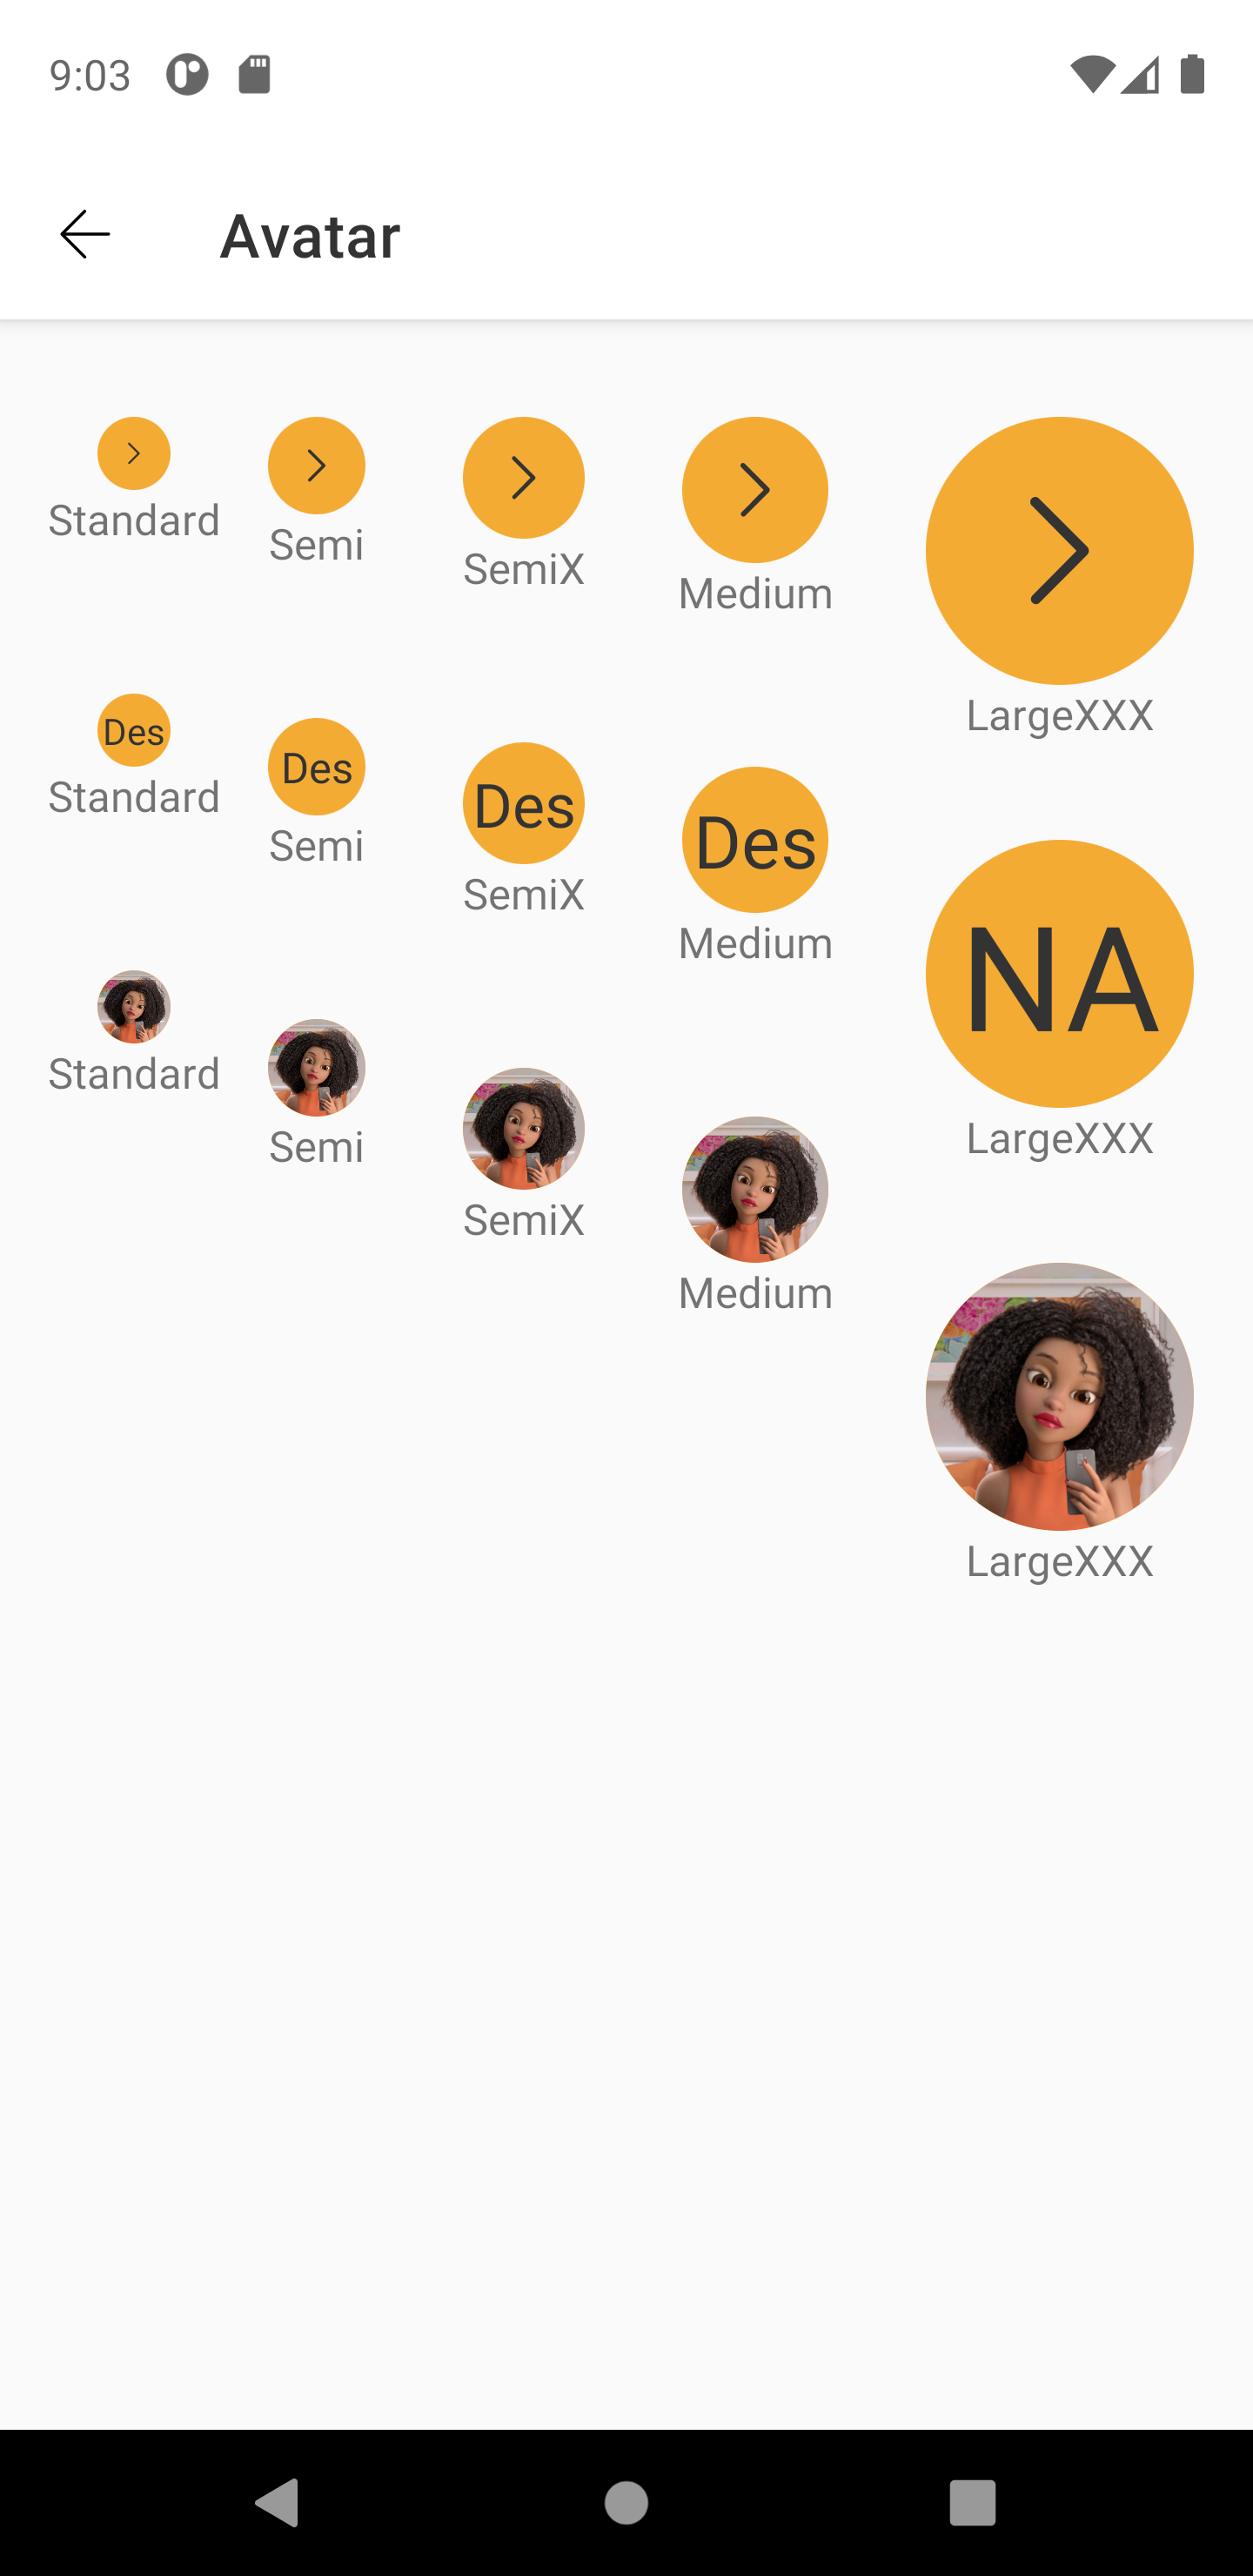 9:03
Avatar
Standard
Semi
SemiX
Medium
LargeXXX
Des
Standard
Des
Semi
Des
SemiX
Des
Medium
NA
LargeXXX
Standard
Semi
SemiX
Medium
LargeXXX